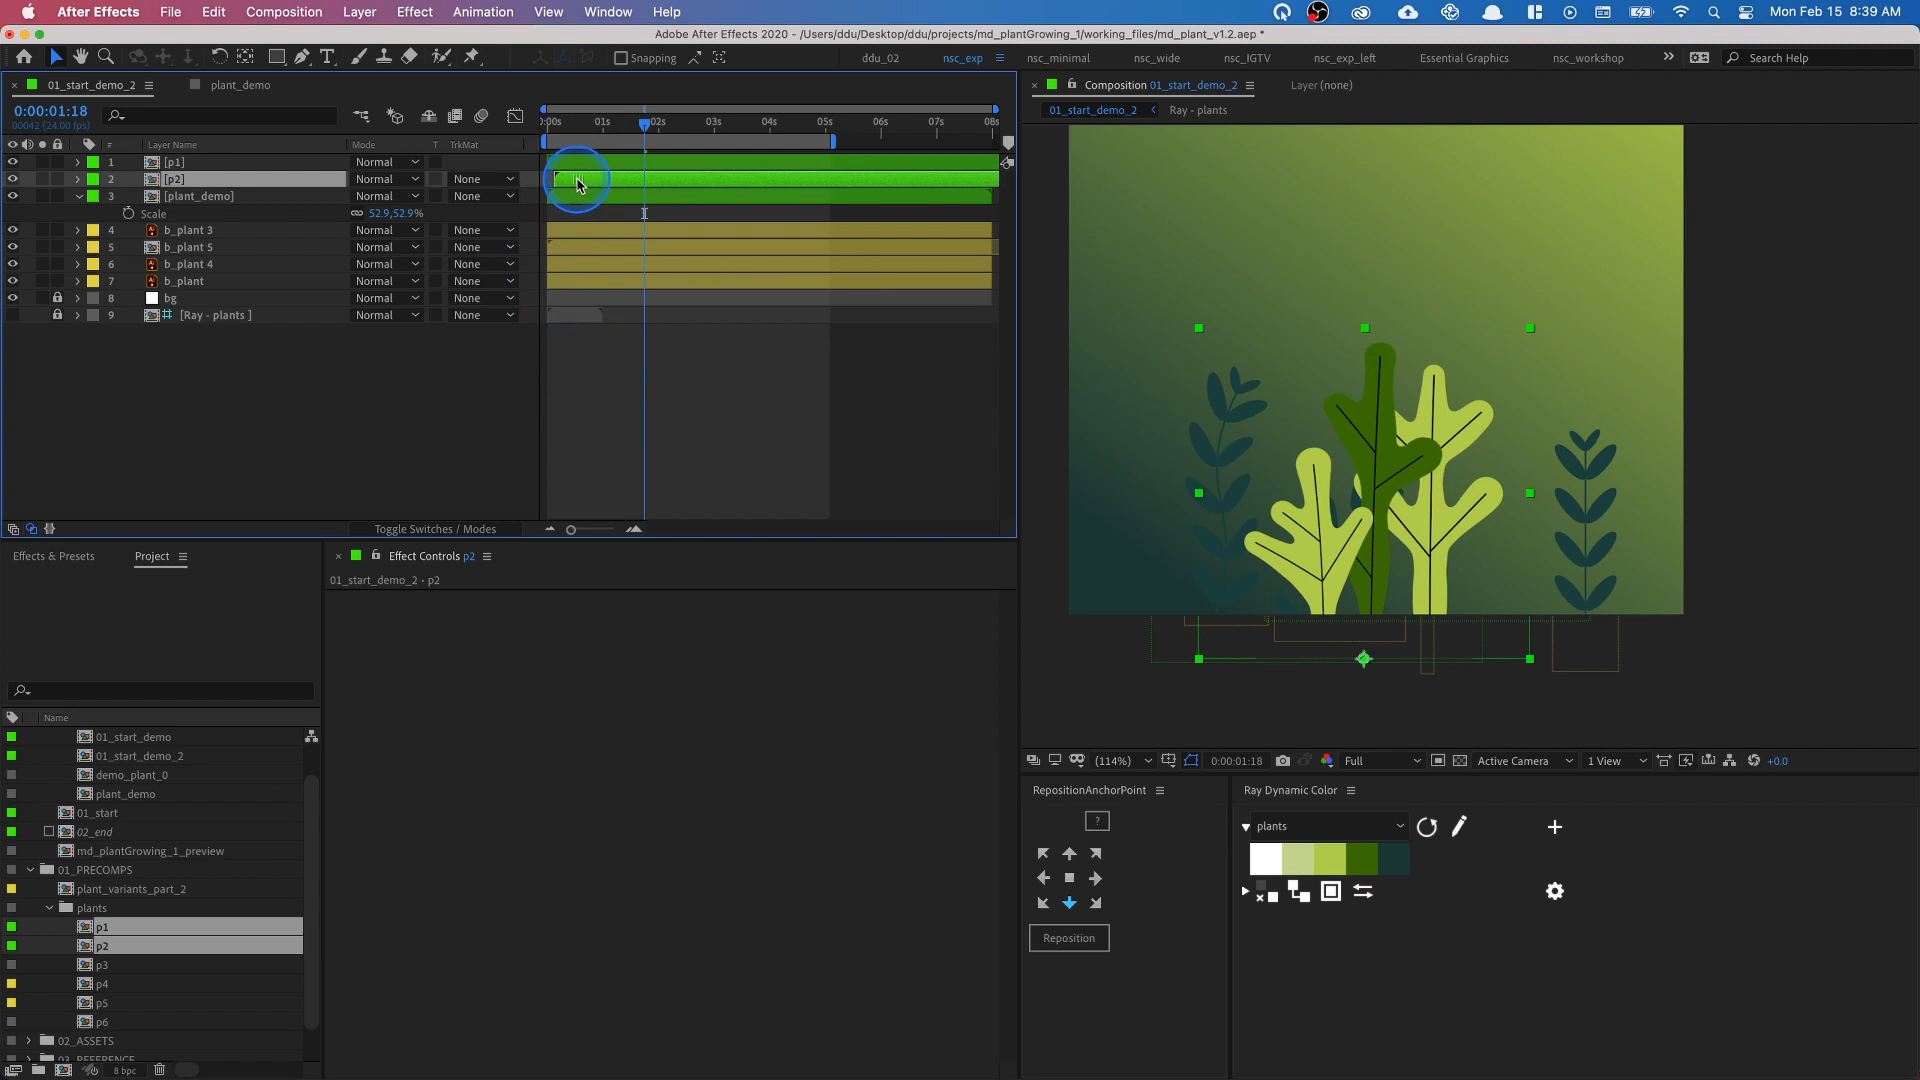 After Effects File Edit Composition Layer Effect Animation View Window Help Mon Feb 15 8:39 AM
Adobe After Effects 2020 - /Users/ddu/Desktop/ddu/projects/md_plantGrowing_1/working_files/md_plant_v1.2.aep *
Snapping ddu_02 nsc_exp nsc_minimal nsc_wide nsc_IGTV nsc_exp_left Essential Graphics nsc_workshop Search Help
01_start_demo_2 plant_demo
Composition 01_start_demo_2 Layer (none)
0:00:01:18
00042 (24.00 fps)
01_start_demo_2 Ray - plants
0:00s 01s 02s 03s 04s 05s 06s 07s 08s
# Layer Name Mode T TrkMat
1 [p1] Normal
2 [p2] Normal None
3 [plant_demo] Normal None
Scale 52.9,52.9%
4 b_plant 3 Normal None
5 b_plant 5 Normal None
6 b_plant 4 Normal None
7 b_plant Normal None
8 bg Normal None
9 [Ray - plants ] Normal None
Toggle Switches / Modes
Effects & Presets Project
Effect Controls p2
01_start_demo_2 • p2
Name
01_start_demo
01_start_demo_2
demo_plant_0
plant_demo
01_start
02_end
md_plantGrowing_1_preview
01_PRECOMPS
plant_variants_part_2
plants
p1
p2
p3
p4
p5
p6
02_ASSETS
03_REFERENCE
8 bpc
(114%) 0:00:01:18 Full Active Camera 1 View +0.0
RepositionAnchorPoint
?
Reposition
Ray Dynamic Color
plants